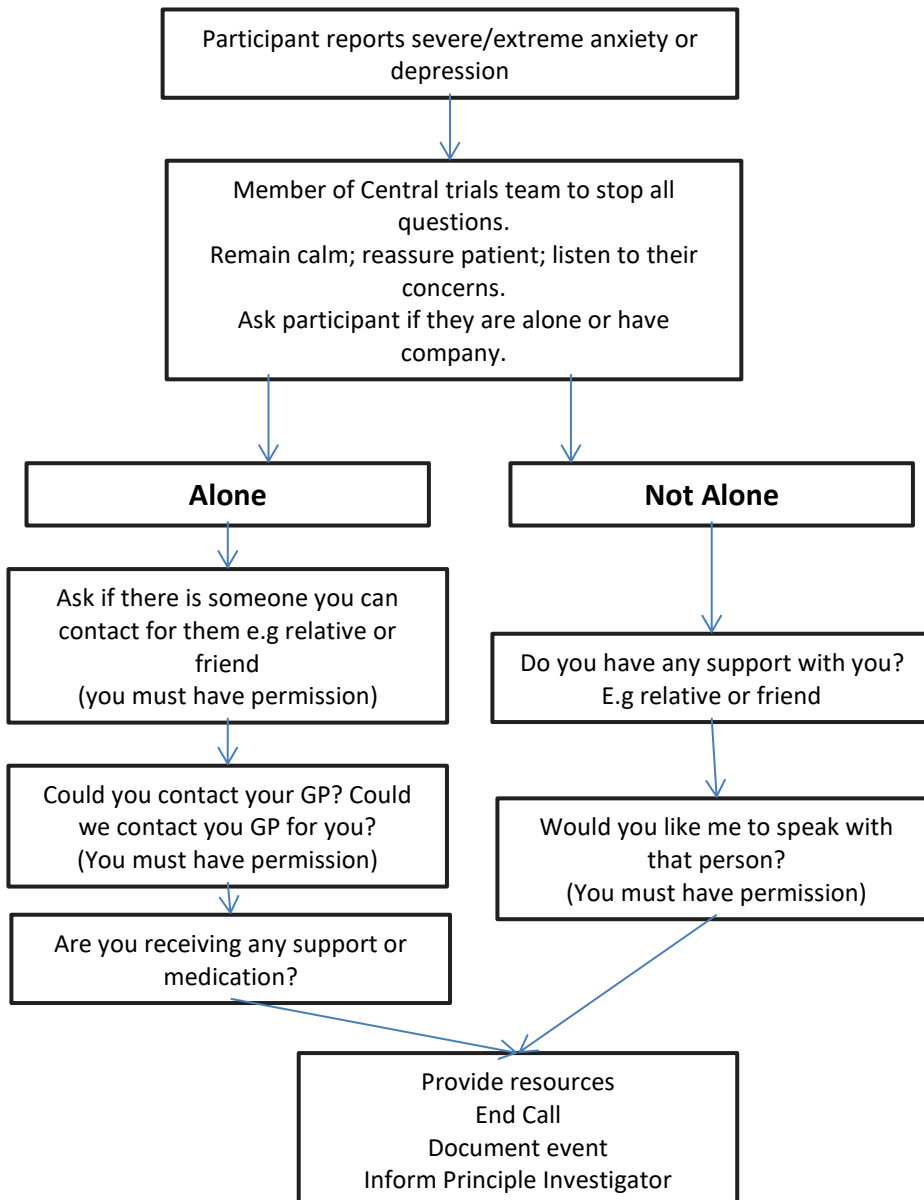 Participant reports severe/extreme anxiety or
depression
Member of Central trials team to stop all
questions.
Remain calm; reassure patient; listen to their
concerns.
Ask participant if they are alone or have
company.
Alone
Not Alone
Ask if there is someone you can
contact for them e.g relative or
friend
(you must have permission)
Do you have any support with you?
E.g relative or friend
Could you contact your GP? Could
we contact you GP for you?
(You must have permission)
Would you like me to speak with
that person?
(You must have permission)
Are you receiving any support or
medication?
Provide resources
End Call
Document event
Inform Principle Investigator